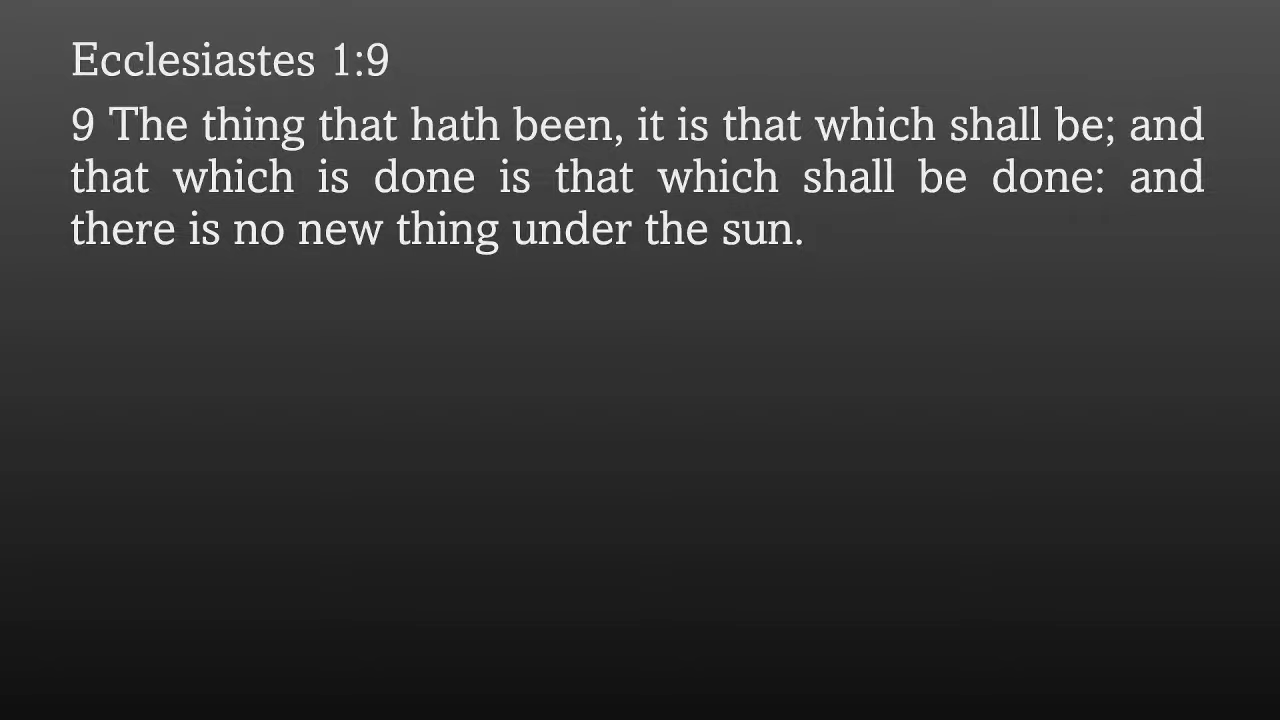 Ecclesiastes 1:9
9 The thing that hath been, it is that which shall be; and
that which is done is that which shall be done: and
there is no new thing under the sun.